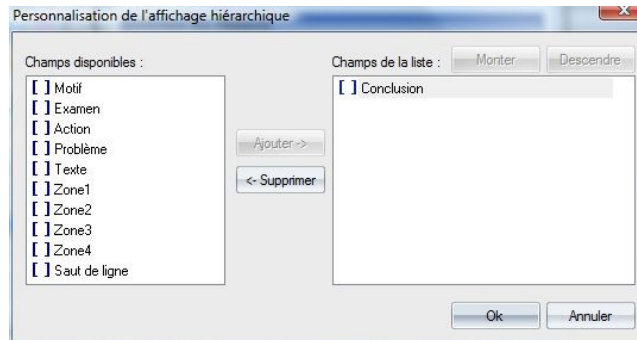 Personnalisation de l'affichage hiérarchique
Champs disponibles :
[ ] Motif
[ ] Examen
[ ] Action
[ ] Problème
[ ] Texte
[ ] Zone1
[ ] Zone2
[ ] Zone3
[ ] Zone4
[ ] Saut de ligne
Ajouter ->
<- Supprimer
Champs de la liste :
Monter
Descendre
[ ] Conclusion
Ok
Annuler